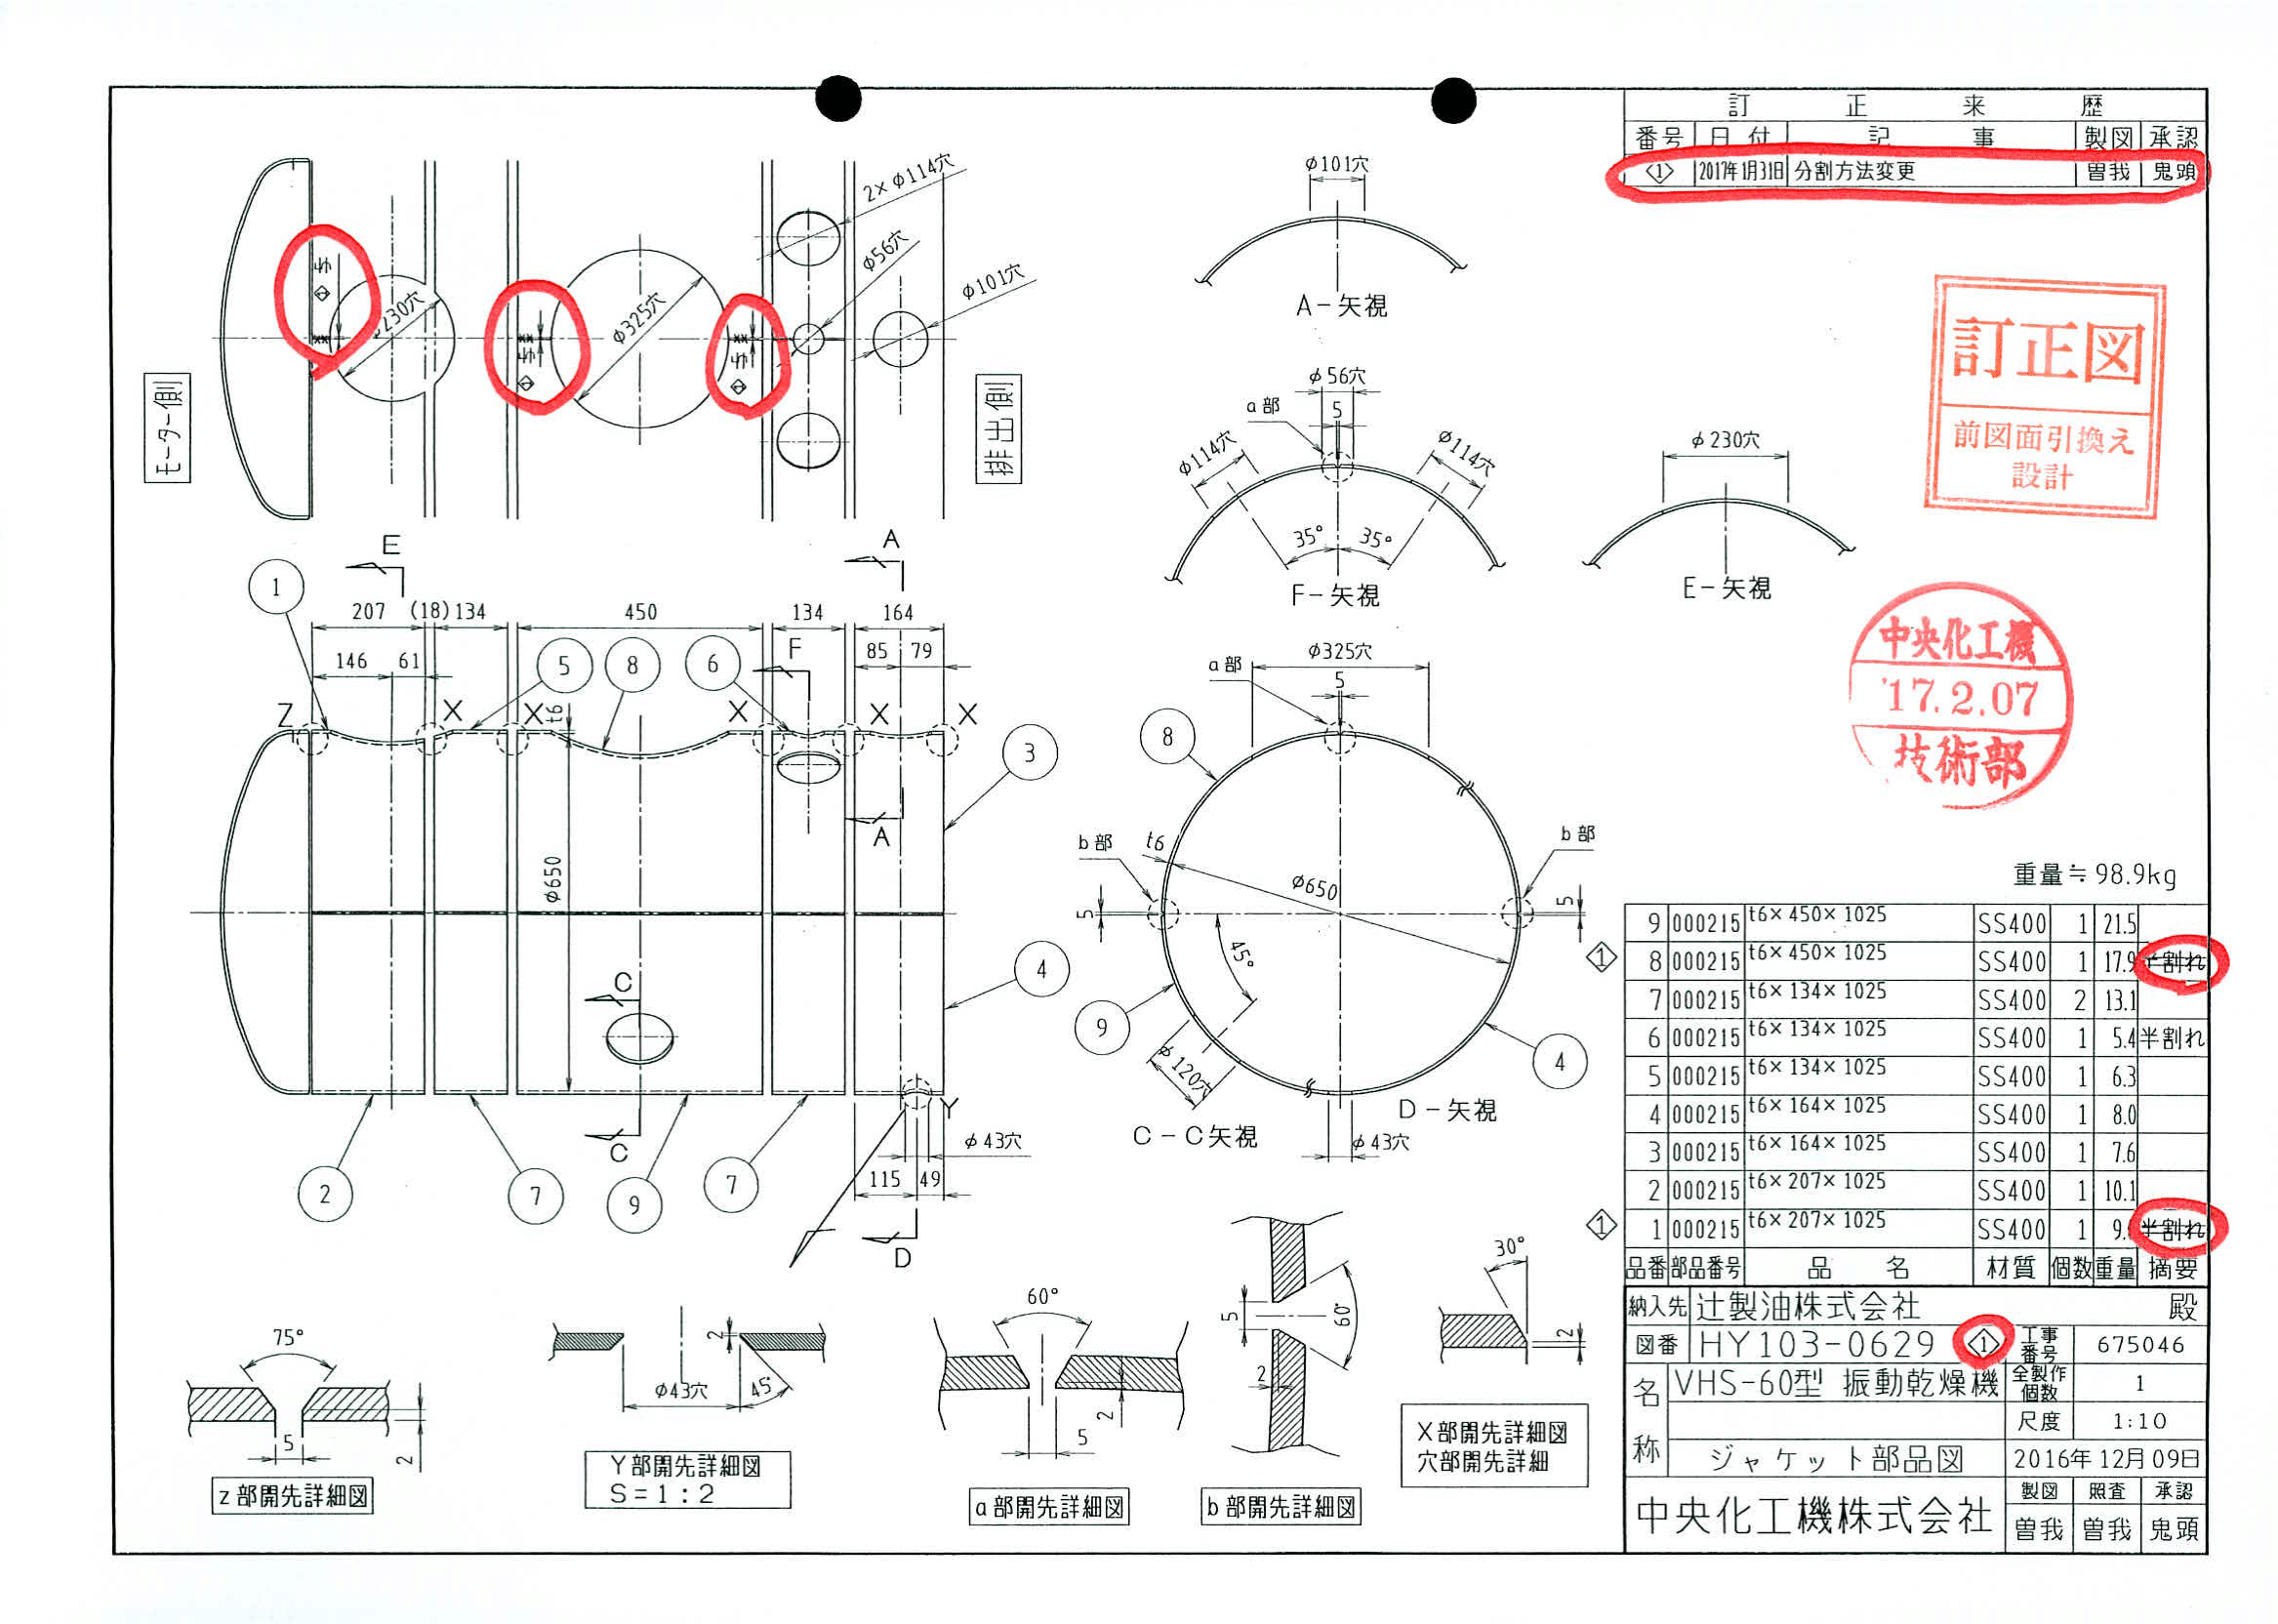 訂正来歴
番号 日付 記事 製図 承認
1 2017年1月31日 分割方法変更 曽我 鬼頭
訂正図
前図面引換え
設計
中央化工機
'17.2.07
技術部
モーター側
排出側
2×φ114穴
φ56穴
φ101穴
φ325穴
230穴
5 1
5 1
5 1
φ101穴
A-矢視
φ56穴
a部
5
φ114穴
φ114穴
35° 35°
F-矢視
φ230穴
E-矢視
E
A
1
207 (18) 134 450 134 164
146 61
5
8
6
F
85 79
Z X X t6 X X X
3
A
φ650
C
4
C
Y
φ43穴
115 49
D
2
7
9
7
φ325穴
a部
5
8
b部
b部
t6
φ650
5
5
45°
9
4
φ120穴
D-矢視
C-C矢視
φ43穴
75°
5
2
z部開先詳細図
2
φ43穴
45°
Y部開先詳細図
S=1:2
60°
2
5
a部開先詳細図
5
60°
2
b部開先詳細図
30°
2
X部開先詳細図
穴部開先詳細
重量≒98.9kg
9 000215 t6×450×1025 SS400 1 21.5
1 8 000215 t6×450×1025 SS400 1 17.9 半割れ
7 000215 t6×134×1025 SS400 2 13.1
6 000215 t6×134×1025 SS400 1 5.4 半割れ
5 000215 t6×134×1025 SS400 1 6.3
4 000215 t6×164×1025 SS400 1 8.0
3 000215 t6×164×1025 SS400 1 7.6
2 000215 t6×207×1025 SS400 1 10.1
1 1 000215 t6×207×1025 SS400 1 半割れ
品番 部品番号 品名 材質 個数 重量 摘要
納入先 辻製油株式会社 殿
図番 HY103-0629 1 工事番号 675046
名称 VHS-60型 振動乾燥機 全製作個数 1
尺度 1:10
ジャケット部品図 2016年12月09日
中央化工機株式会社 製図 照査 承認
曽我 曽我 鬼頭